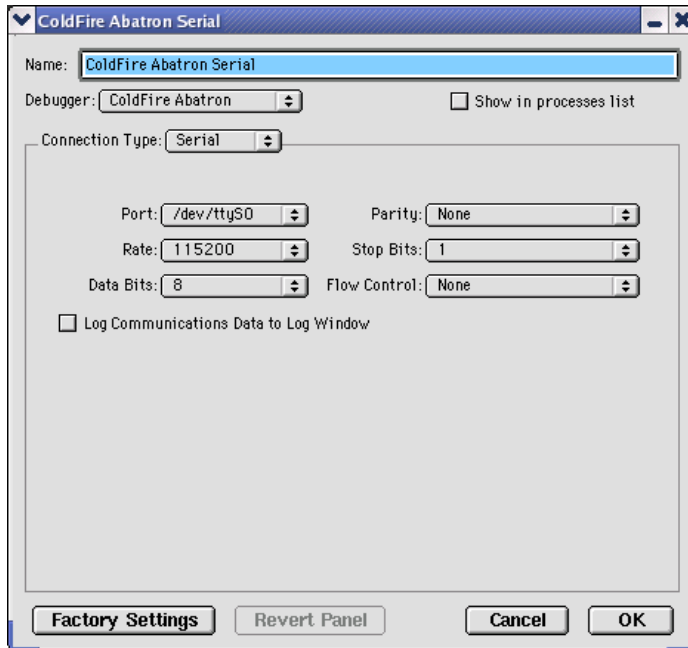 ColdFire Abatron Serial
Name: ColdFire Abatron Serial
Debugger: ColdFire Abatron Show in processes list
Connection Type: Serial
Port: /dev/ttyS0 Parity: None
Rate: 115200 Stop Bits: 1
Data Bits: 8 Flow Control: None
Log Communications Data to Log Window
Factory Settings Revert Panel Cancel OK